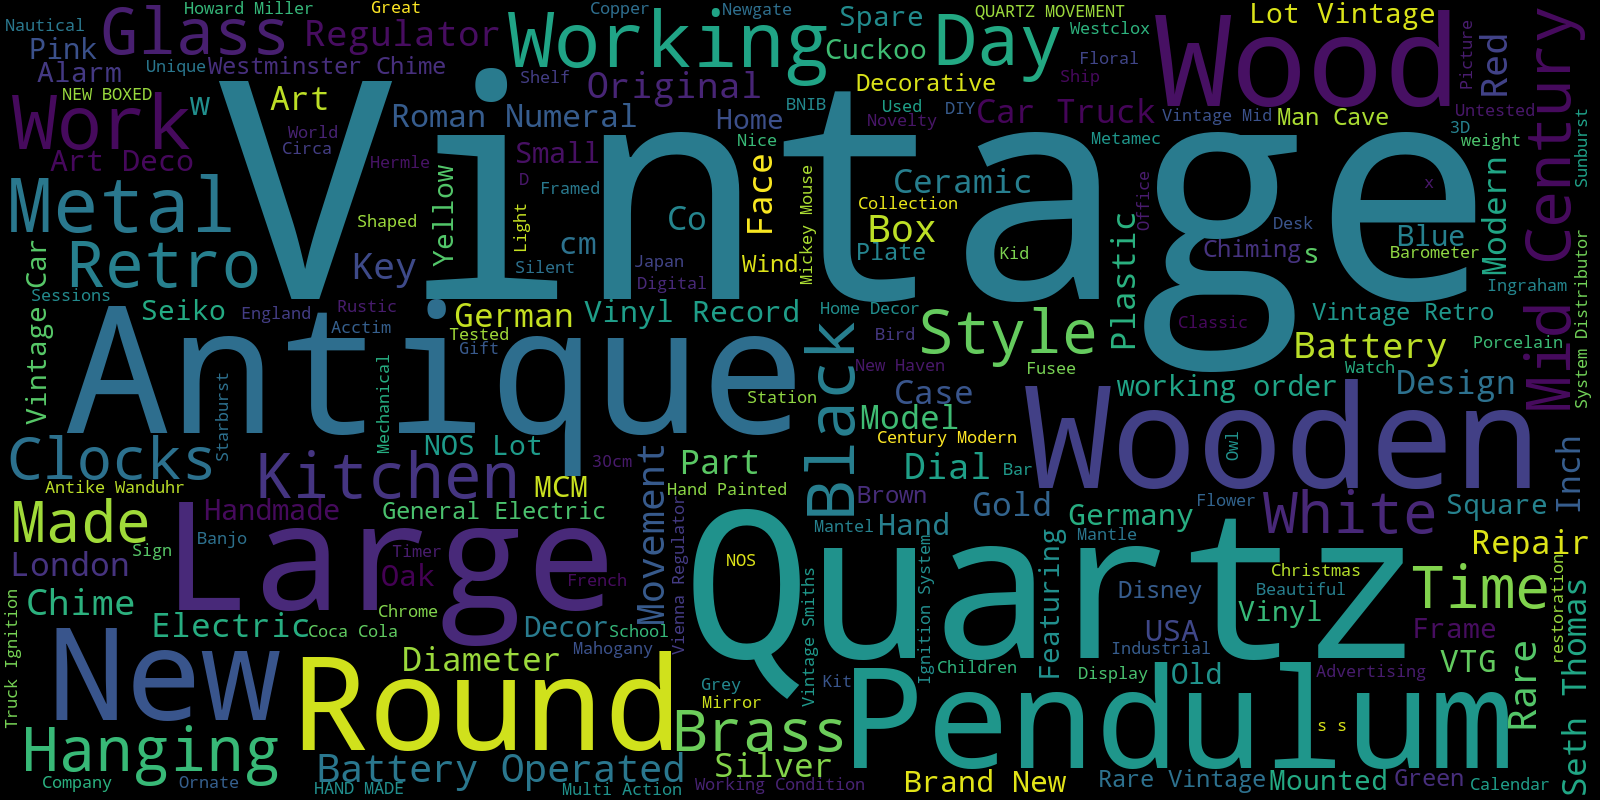 Nautical
Howard Miller
Great
Copper
Newgate
QUARTZ MOVEMENT
Lot Vintage
Glass
Regulator
Working
Spare
Day
Westclox
Wood
Picture
Red
Mid Century
Pink
Cuckoo
Floral
Alarm
Unique
Westminster Chime
Shelf
Original
Decorative
Ship
NEW BOXED
W
Art
BNIB
Used
DIY
Car Truck
Vintage Mid
Man Cave
Untested
Work
Roman Numeral
Home
Novelty
3D
World
Circa
Nice
Metamec
weight
Sunburst
Art Deco
Hermle
Small
Vintage
Metal
D
Framed
Face
Mickey Mouse
Ceramic
Office
x
Modern
Yellow
Shaped
Light
Co
Collection
Box
Plastic
Desk
Blue
Retro
Key
cm
Silent
Japan
Digital
Wind
Plate
Kid
Chiming
s
Barometer
Vintage Car
Sessions
Ingraham
Seiko
England
Rustic
Acctim
German
Tested
Gift
Vinyl Record
Home Decor
Bird
Style
Classic
Vintage Retro
System Distributor
Antique
Black
New Haven
Fusee
Battery
Porcelain
Watch
Starburst
Mechanical
Station
Case
working order
Design
Model
Wooden
Owl
Clocks
NOS Lot
Century Modern
Kitchen
30cm
Movement
Part
Dial
Bar
Inch
Antike Wanduhr
MCM
Hand Painted
Brown
Gold
Flower
White
Square
Made
Large
Handmade
General Electric
Vienna Regulator
Quartz
Mantel
Hand
Germany
Mantle
Sign
Banjo
Timer
NOS
Ignition System
Featuring
Repair
London
Oak
French
Vintage Smiths
Christmas
Beautiful
Time
restoration
Seth Thomas
Truck Ignition
Chime
Chrome
Disney
Vinyl
Electric
Coca Cola
Decor
School
USA
Frame
New
Mahogany
Industrial
Round
Diameter
Children
Display
Old
Advertising
VTG
Rare
Grey
Mirror
Kit
Pendulum
Brass
s s
Hanging
Battery Operated
Silver
Company
Ornate
HAND MADE
Multi Action
Working Condition
Brand New
Rare Vintage
Mounted
Green
Calendar